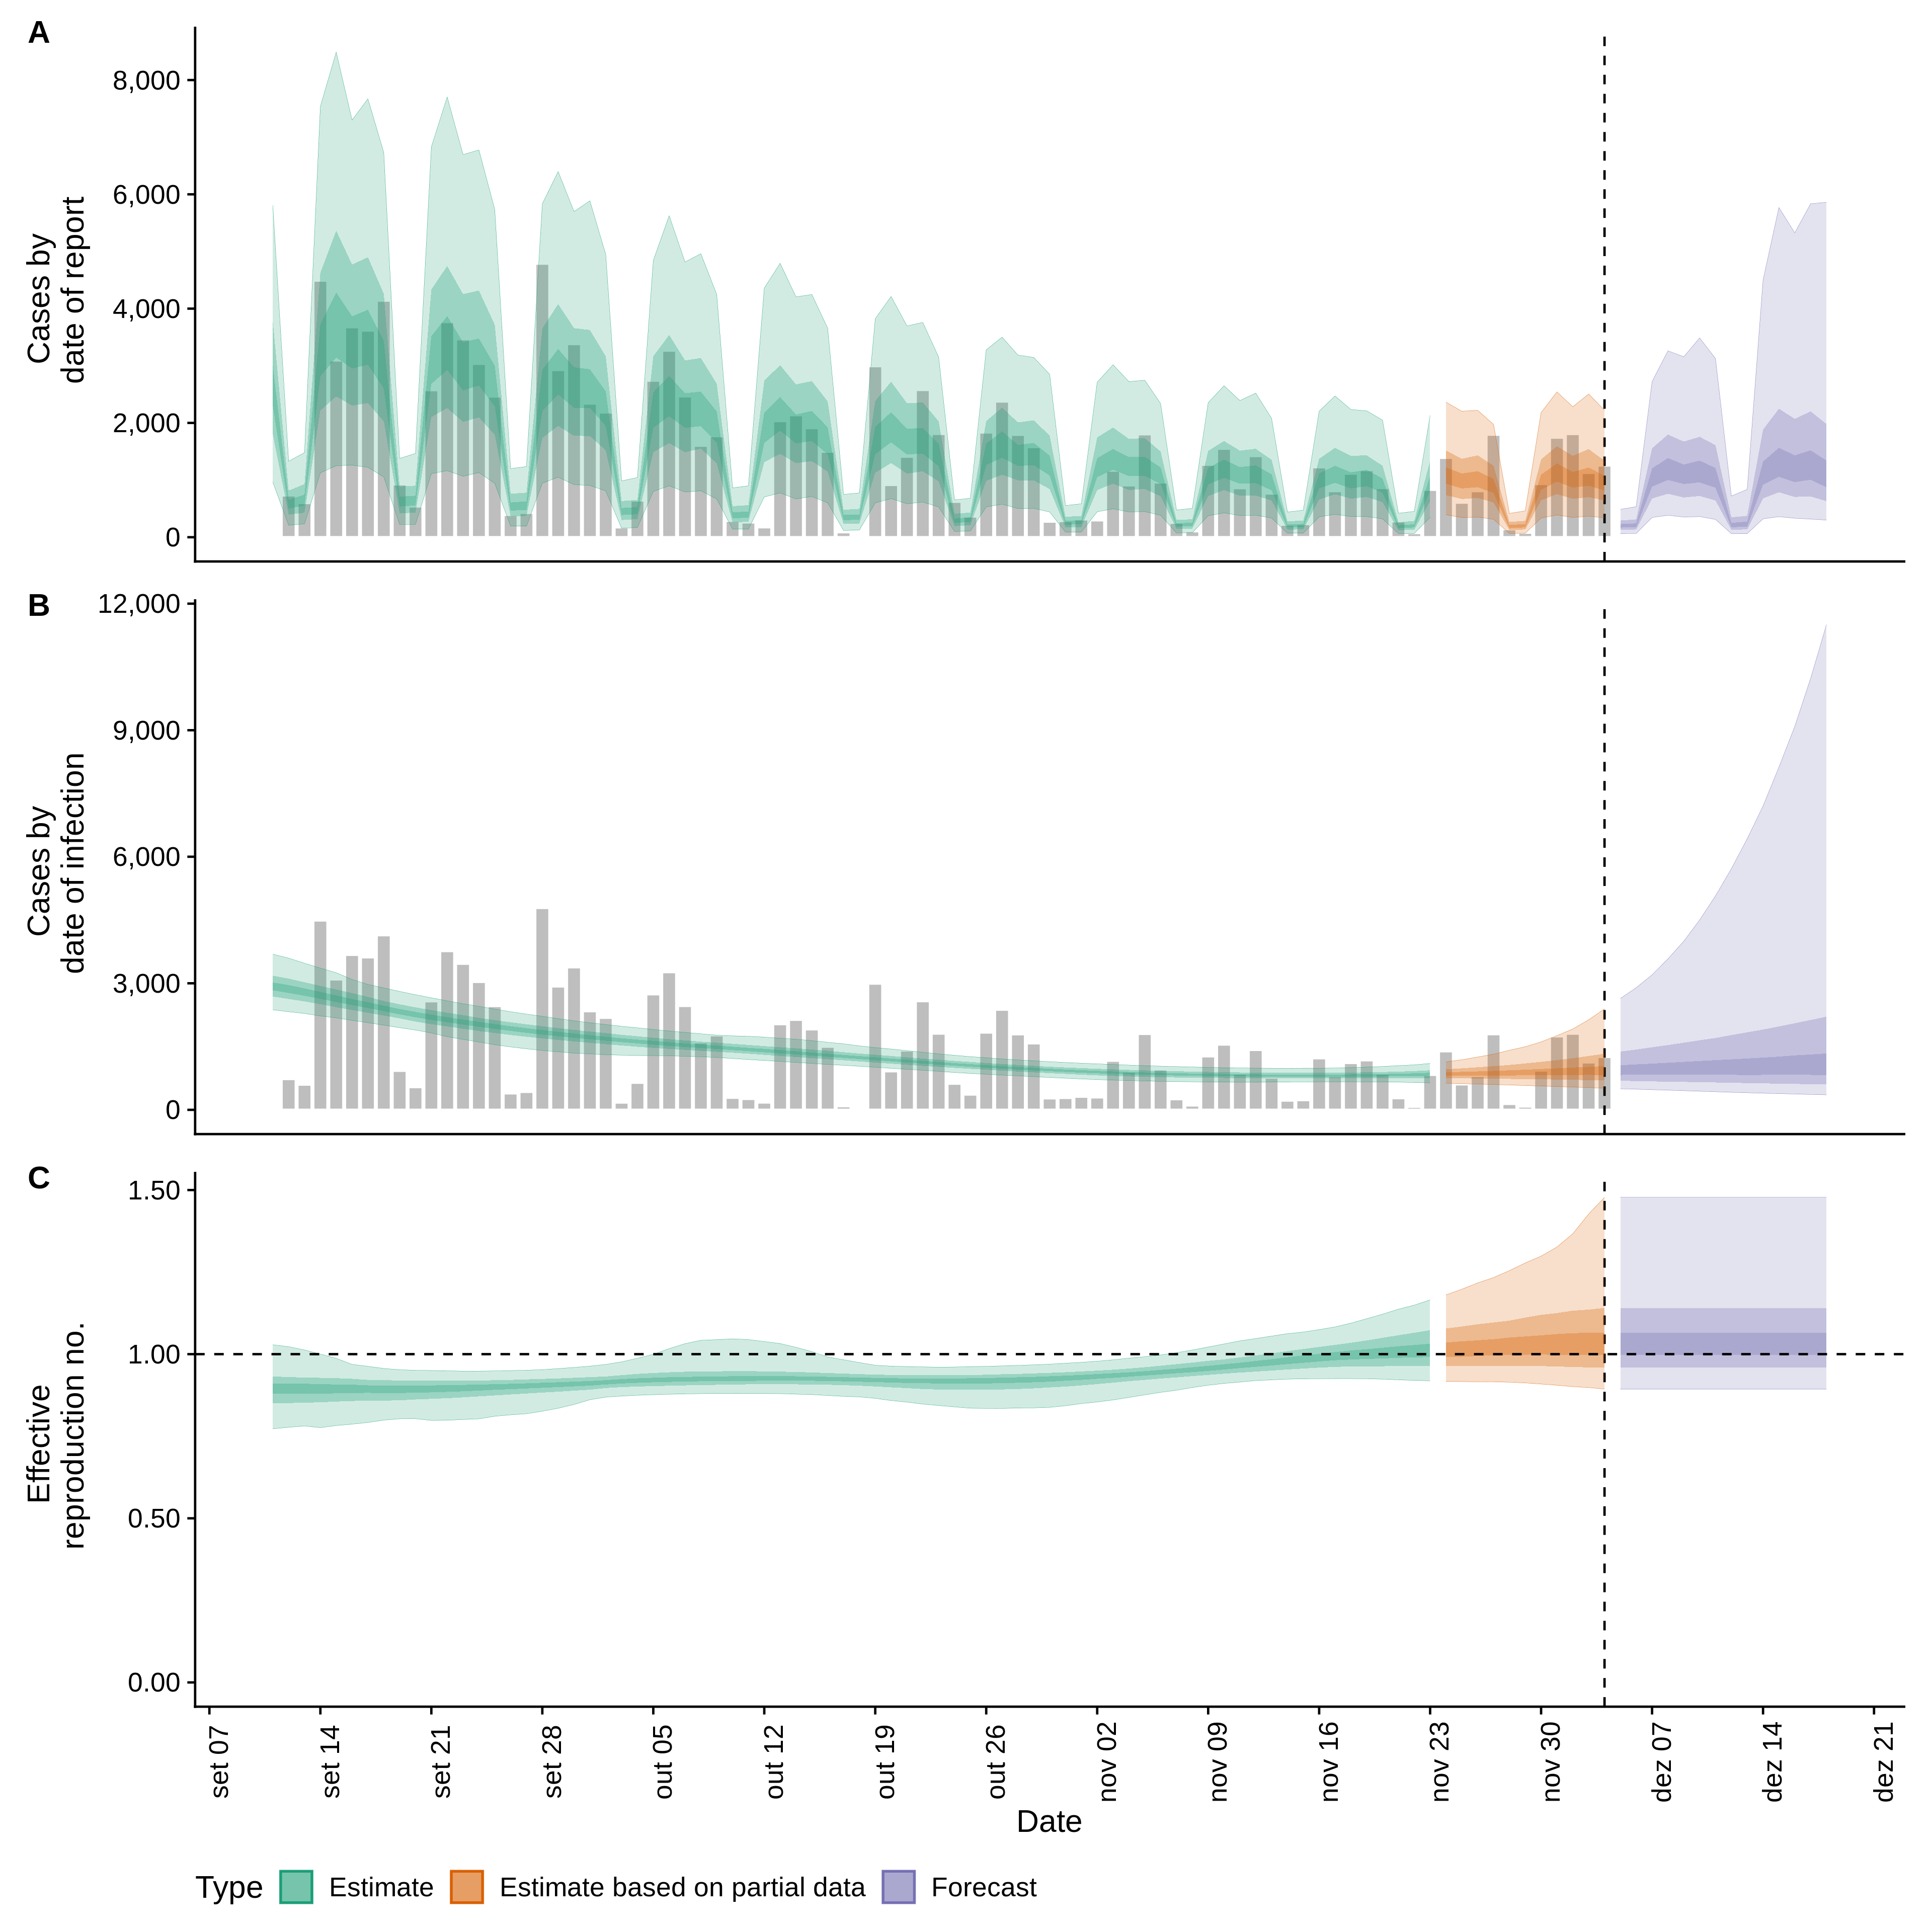 A
8,000
6,000
4,000
2,000
0
Cases by
date of report
B
12,000
9,000
6,000
3,000
0
Cases by
date of infection
C
1.50
1.00
0.50
0.00
Effective
reproduction no.
set 07
set 14
set 21
set 28
out 05
out 12
out 19
out 26
nov 02
nov 09
nov 16
nov 23
nov 30
dez 07
dez 14
dez 21
Date
Type
Estimate
Estimate based on partial data
Forecast